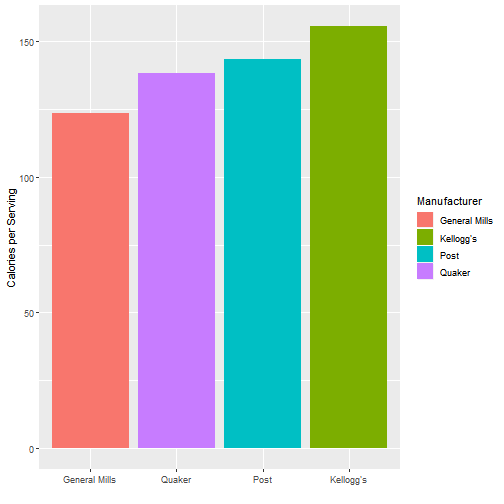 Calories per Serving
150
100
50
0
General Mills
Quaker
Post
Kellogg's
Manufacturer
General Mills
Kellogg's
Post
Quaker